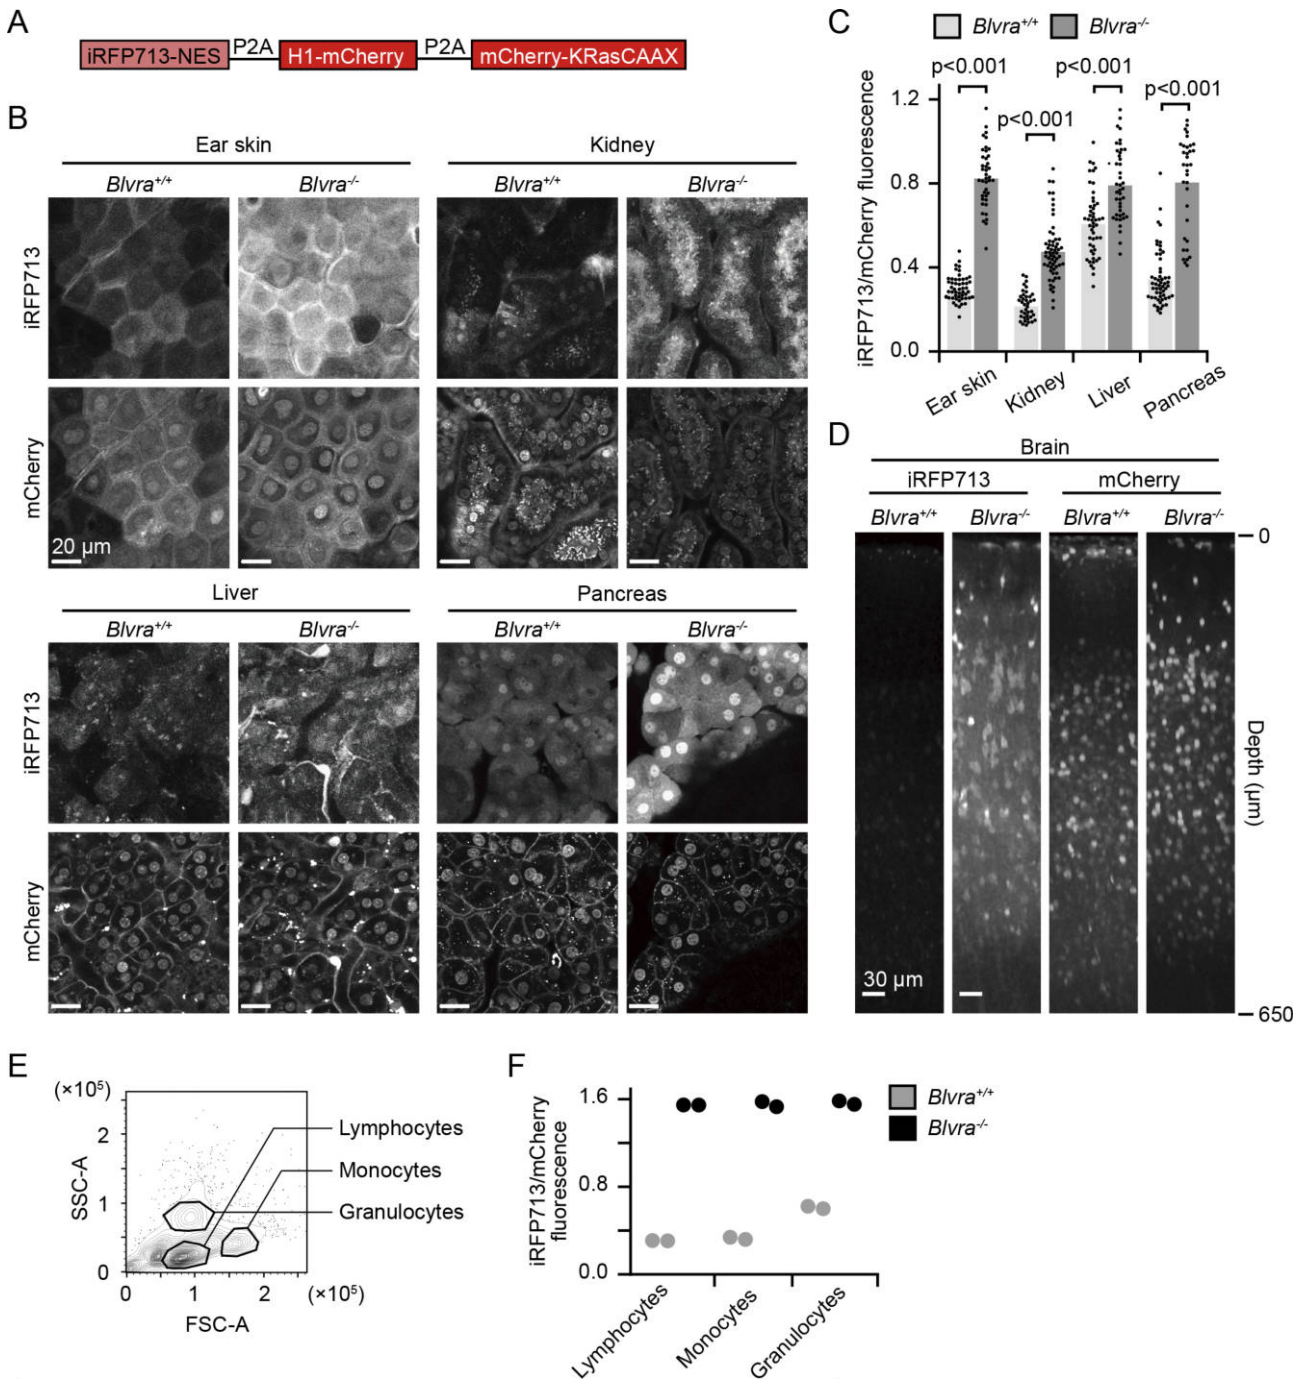 A
iRFP713-NES P2A H1-mCherry P2A mCherry-KRasCAAX
B
Ear skin Kidney
Blvra+/+ Blvra-/- Blvra+/+ Blvra-/-
iRFP713
mCherry
20 µm
Liver Pancreas
Blvra+/+ Blvra-/- Blvra+/+ Blvra-/-
iRFP713
mCherry
C
Blvra+/+ Blvra-/-
p<0.001 p<0.001 p<0.001 p<0.001
iRFP713/mCherry fluorescence
1.2
0.8
0.4
0.0
Ear skin Kidney Liver Pancreas
D
Brain
iRFP713 mCherry
Blvra+/+ Blvra-/- Blvra+/+ Blvra-/-
0
Depth (µm)
650
30 µm
E
(×10⁵)
2
1
0
SSC-A
Lymphocytes
Monocytes
Granulocytes
0 1 2 (×10⁵)
FSC-A
F
iRFP713/mCherry
fluorescence
1.6
0.8
0.0
Lymphocytes Monocytes Granulocytes
Blvra+/+
Blvra-/-